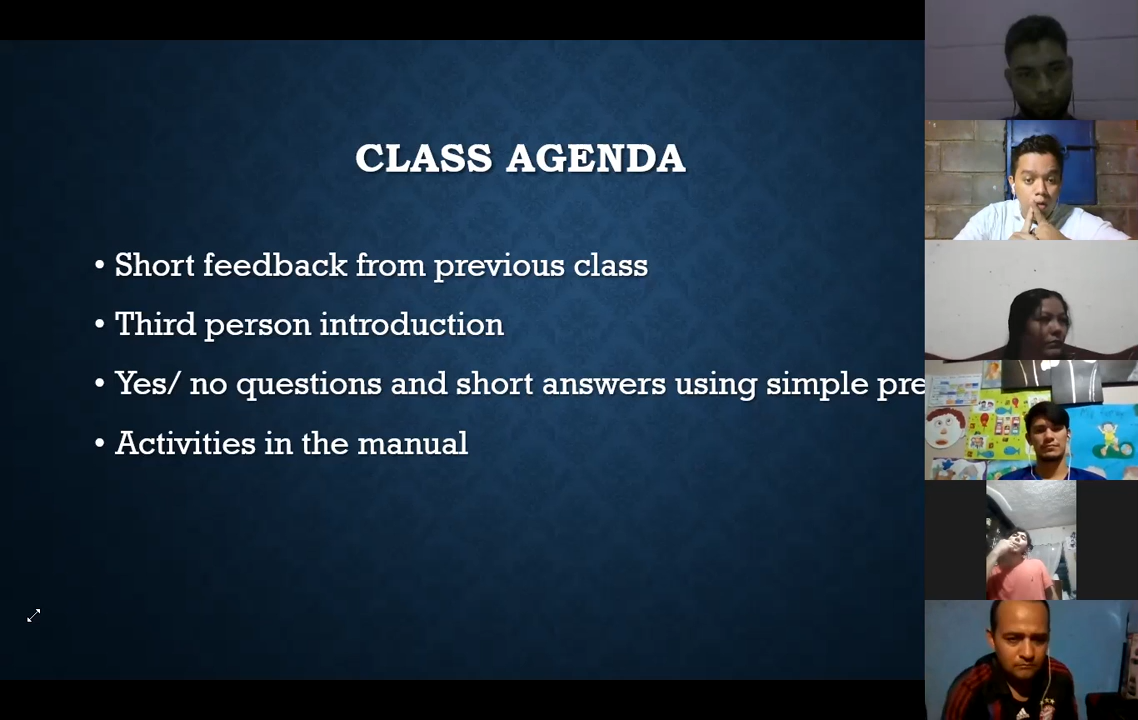 CLASS AGENDA
• Short feedback from previous class
• Third person introduction
• Yes/ no questions and short answers using simple pre
• Activities in the manual